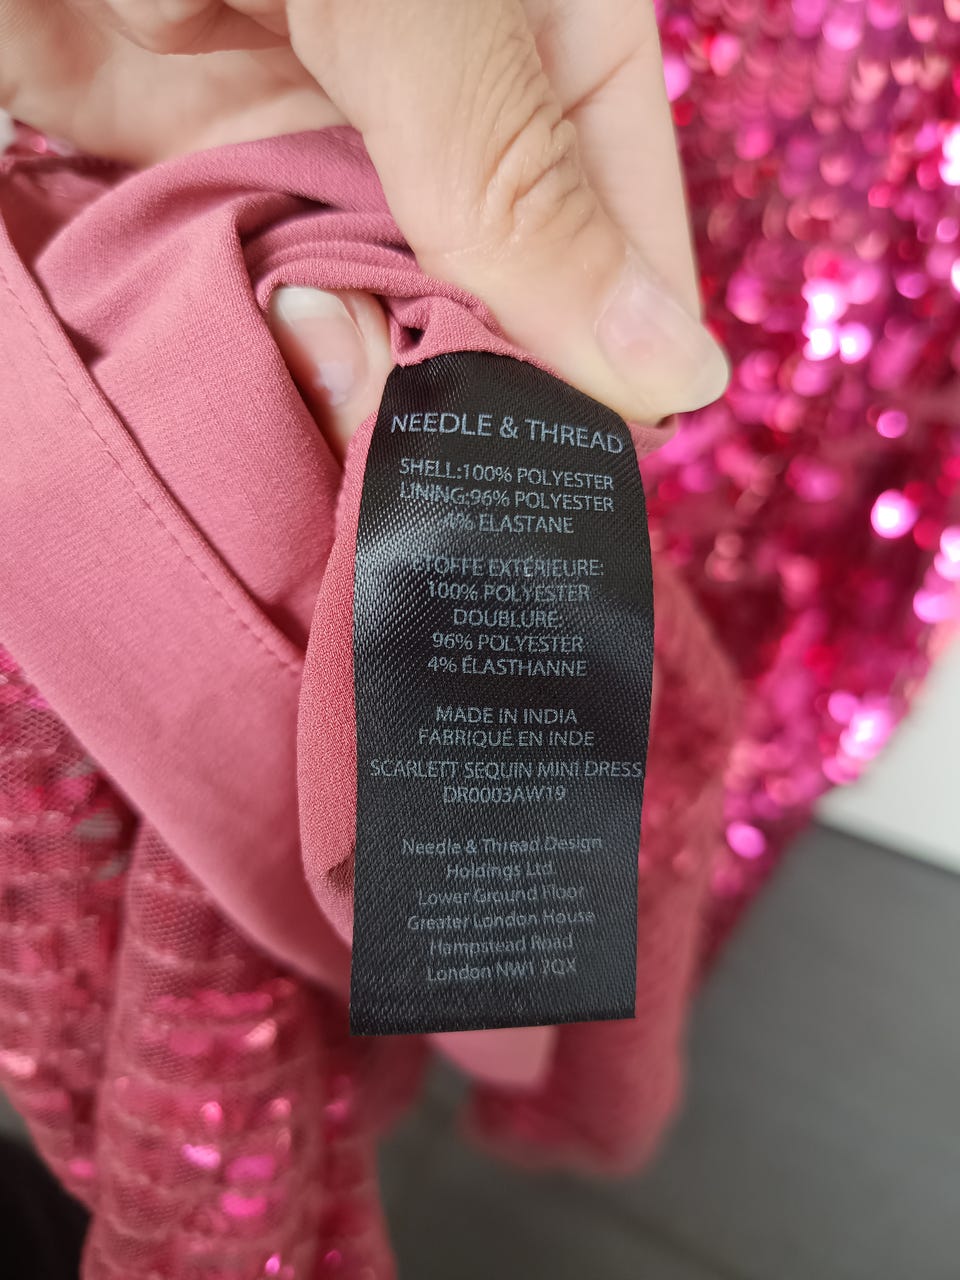 NEEDLE & THREAD
SHELL:100% POLYESTER
LINING:96% POLYESTER
4% ELASTANE
ÉTOFFE EXTÉRIEURE:
100% POLYESTER
DOUBLURE:
96% POLYESTER
4% ÉLASTHANNE
MADE IN INDIA
FABRIQUÉ EN INDE
SCARLETT SEQUIN MINI DRESS
DR0003AW19
Needle & Thread Design
Holdings Ltd.
Lower Ground Floor
Greater London House
Hampstead Road
London NW1 7QX